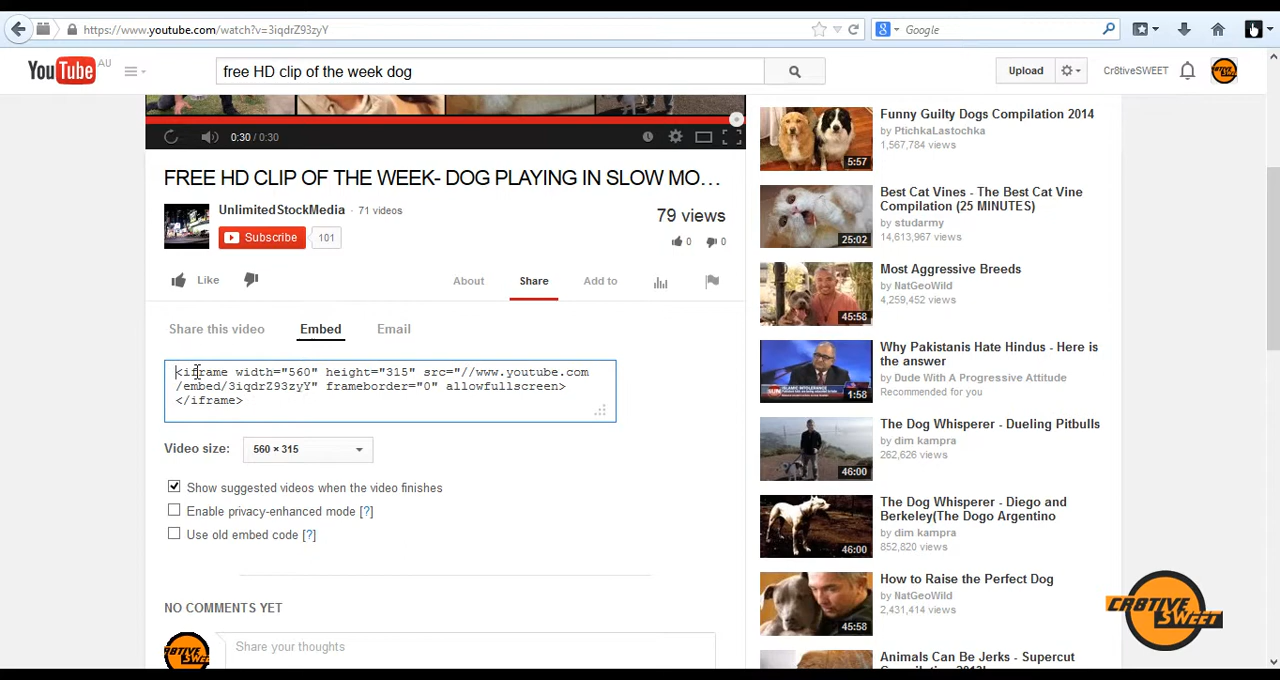 https://www.youtube.com/watch?v=3iqdrZ93zyY
Google
You Tube AU
free HD clip of the week dog
Upload
Cr8tiveSWEET
0:30 / 0:30
FREE HD CLIP OF THE WEEK- DOG PLAYING IN SLOW MO...
UnlimitedStockMedia · 71 videos
Subscribe 101
79 views
0 0
Like
About
Share
Add to
Share this video
Embed
Email
<iframe width="560" height="315" src="//www.youtube.com
/embed/3iqdrZ93zyY" frameborder="0" allowfullscreen>
</iframe>
Video size: 560 × 315
Show suggested videos when the video finishes
Enable privacy-enhanced mode [?]
Use old embed code [?]
NO COMMENTS YET
Share your thoughts
Funny Guilty Dogs Compilation 2014
by PtichkaLastochka
1,567,784 views
5:57
Best Cat Vines - The Best Cat Vine
Compilation (25 MINUTES)
by studarmy
14,613,967 views
25:02
Most Aggressive Breeds
by NatGeoWild
4,259,452 views
45:58
Why Pakistanis Hate Hindus - Here is
the answer
by Dude With A Progressive Attitude
Recommended for you
1:58
The Dog Whisperer - Dueling Pitbulls
by dim kampra
262,626 views
46:00
The Dog Whisperer - Diego and
Berkeley(The Dogo Argentino
by dim kampra
852,820 views
46:00
How to Raise the Perfect Dog
by NatGeoWild
2,431,414 views
45:58
Animals Can Be Jerks - Supercut
CR8TIVE
SWEET